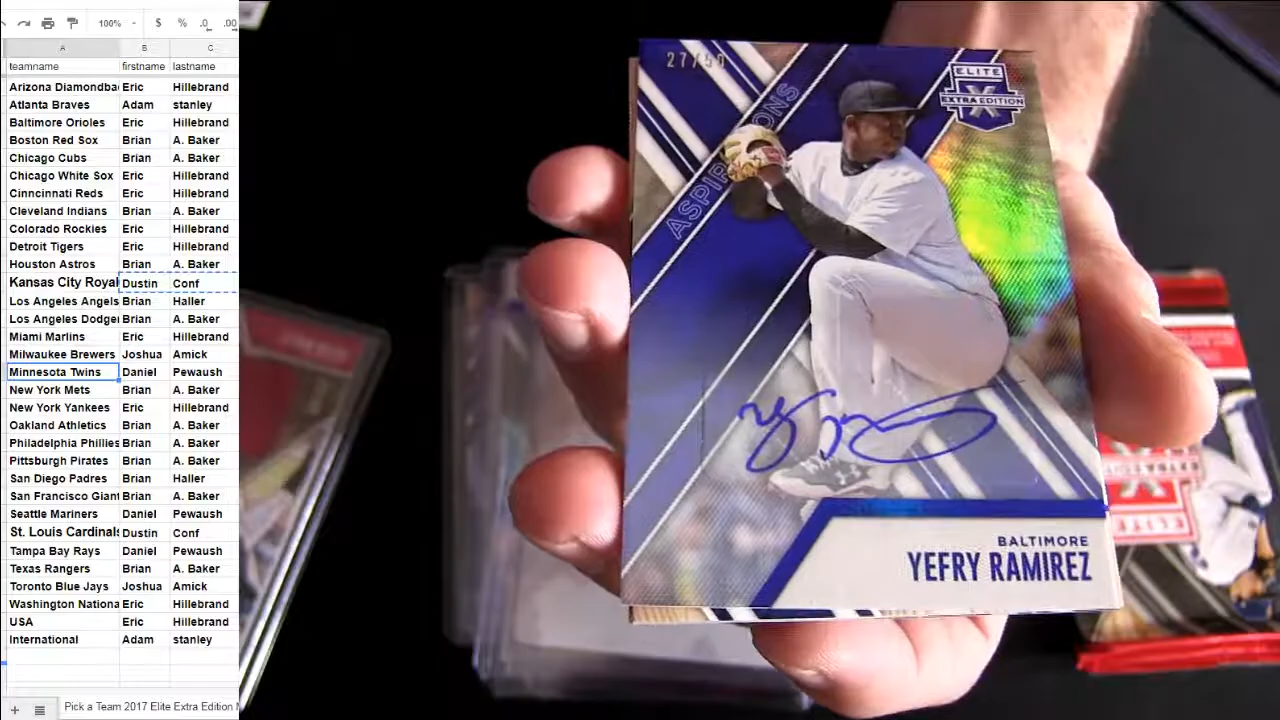 100% $ % .0 .00
A B C
teamname firstname lastname
Arizona Diamondba Eric Hillebrand
Atlanta Braves Adam stanley
Baltimore Orioles Eric Hillebrand
Boston Red Sox Brian A. Baker
Chicago Cubs Brian A. Baker
Chicago White Sox Eric Hillebrand
Cinncinati Reds Eric Hillebrand
Cleveland Indians Brian A. Baker
Colorado Rockies Eric Hillebrand
Detroit Tigers Eric Hillebrand
Houston Astros Brian A. Baker
Kansas City Royal Dustin Conf
Los Angeles Angels Brian Haller
Los Angeles Dodger Brian A. Baker
Miami Marlins Eric Hillebrand
Milwaukee Brewers Joshua Amick
Minnesota Twins Daniel Pewaush
New York Mets Brian A. Baker
New York Yankees Eric Hillebrand
Oakland Athletics Brian A. Baker
Philadelphia Phillies Brian A. Baker
Pittsburgh Pirates Brian A. Baker
San Diego Padres Brian Haller
San Francisco Giant Brian A. Baker
Seattle Mariners Daniel Pewaush
St. Louis Cardinals Dustin Conf
Tampa Bay Rays Daniel Pewaush
Texas Rangers Brian A. Baker
Toronto Blue Jays Joshua Amick
Washington Nationa Eric Hillebrand
USA Eric Hillebrand
International Adam stanley
Pick a Team 2017 Elite Extra Edition
27/50
ELITE
X
EXTRA EDITION
BALTIMORE
YEFRY RAMIREZ